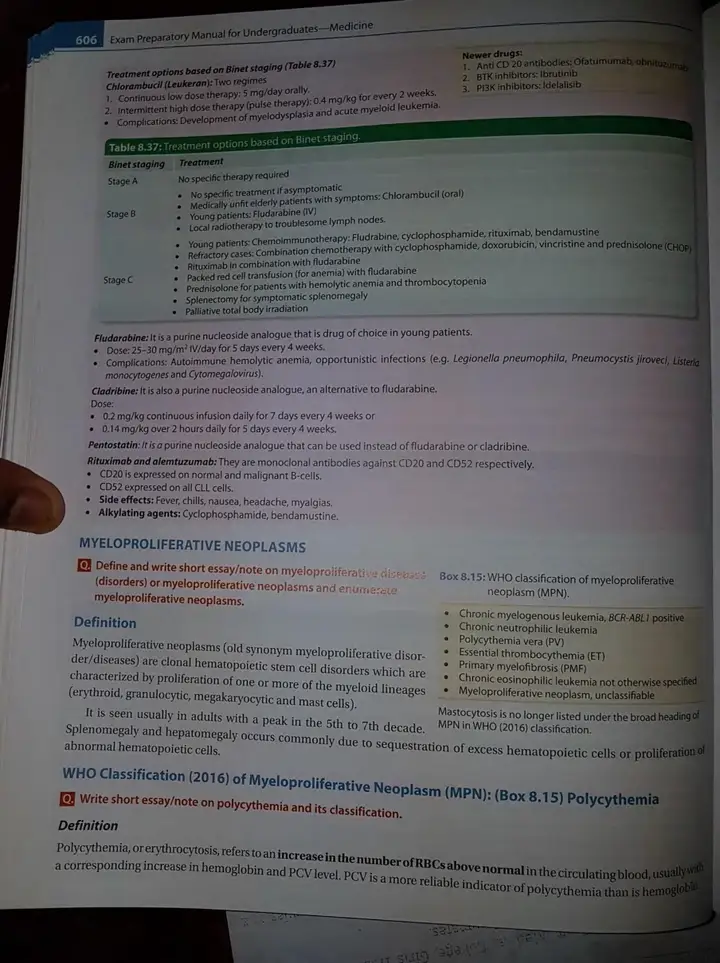 606 Exam Preparatory Manual for Undergraduates—Medicine
Treatment options based on Binet staging (Table 8.37)
Chlorambucil (Leukeran): Two regimes
1. Continuous low dose therapy: 5 mg/day orally.
2. Intermittent high dose therapy (pulse therapy): 0.4 mg/kg for every 2 weeks.
• Complications: Development of myelodysplasia and acute myeloid leukemia.
Newer drugs:
1. Anti CD 20 antibodies: Ofatumumab, obnituzumab
2. BTK inhibitors: Ibrutinib
3. PI3K inhibitors: Idelalisib
Table 8.37: Treatment options based on Binet staging.
Binet staging Treatment
Stage A No specific therapy required
Stage B
• No specific treatment if asymptomatic
• Medically unfit elderly patients with symptoms: Chlorambucil (oral)
• Young patients: Fludarabine (IV)
• Local radiotherapy to troublesome lymph nodes.
Stage C
• Young patients: Chemoimmunotherapy: Fludrabine, cyclophosphamide, rituximab, bendamustine
• Refractory cases: Combination chemotherapy with cyclophosphamide, doxorubicin, vincristine and prednisolone (CHOP)
• Rituximab in combination with fludarabine
• Packed red cell transfusion (for anemia) with fludarabine
• Prednisolone for patients with hemolytic anemia and thrombocytopenia
• Splenectomy for symptomatic splenomegaly
• Palliative total body irradiation
Fludarabine: It is a purine nucleoside analogue that is drug of choice in young patients.
• Dose: 25–30 mg/m² IV/day for 5 days every 4 weeks.
• Complications: Autoimmune hemolytic anemia, opportunistic infections (e.g. Legionella pneumophila, Pneumocystis jiroveci, Listeria
monocytogenes and Cytomegalovirus).
Cladribine: It is also a purine nucleoside analogue, an alternative to fludarabine.
Dose:
• 0.2 mg/kg continuous infusion daily for 7 days every 4 weeks or
• 0.14 mg/kg over 2 hours daily for 5 days every 4 weeks.
Pentostatin: It is a purine nucleoside analogue that can be used instead of fludarabine or cladribine.
Rituximab and alemtuzumab: They are monoclonal antibodies against CD20 and CD52 respectively.
• CD20 is expressed on normal and malignant B-cells.
• CD52 expressed on all CLL cells.
• Side effects: Fever, chills, nausea, headache, myalgias.
• Alkylating agents: Cyclophosphamide, bendamustine.
MYELOPROLIFERATIVE NEOPLASMS
Q. Define and write short essay/note on myeloproliferative diseases
(disorders) or myeloproliferative neoplasms and enumerate
myeloproliferative neoplasms.
Definition
Myeloproliferative neoplasms (old synonym myeloproliferative disor-
der/diseases) are clonal hematopoietic stem cell disorders which are
characterized by proliferation of one or more of the myeloid lineages
(erythroid, granulocytic, megakaryocytic and mast cells).
Box 8.15: WHO classification of myeloproliferative
neoplasm (MPN).
• Chronic myelogenous leukemia, BCR-ABL1 positive
• Chronic neutrophilic leukemia
• Polycythemia vera (PV)
• Essential thrombocythemia (ET)
• Primary myelofibrosis (PMF)
• Chronic eosinophilic leukemia not otherwise specified
• Myeloproliferative neoplasm, unclassifiable
Mastocytosis is no longer listed under the broad heading of
MPN in WHO (2016) classification.
It is seen usually in adults with a peak in the 5th to 7th decade.
Splenomegaly and hepatomegaly occurs commonly due to sequestration of excess hematopoietic cells or proliferation of
abnormal hematopoietic cells.
WHO Classification (2016) of Myeloproliferative Neoplasm (MPN): (Box 8.15) Polycythemia
Q. Write short essay/note on polycythemia and its classification.
Definition
Polycythemia, or erythrocytosis, refers to an increase in the number of RBCs above normal in the circulating blood, usually with
a corresponding increase in hemoglobin and PCV level. PCV is a more reliable indicator of polycythemia than is hemoglobin.